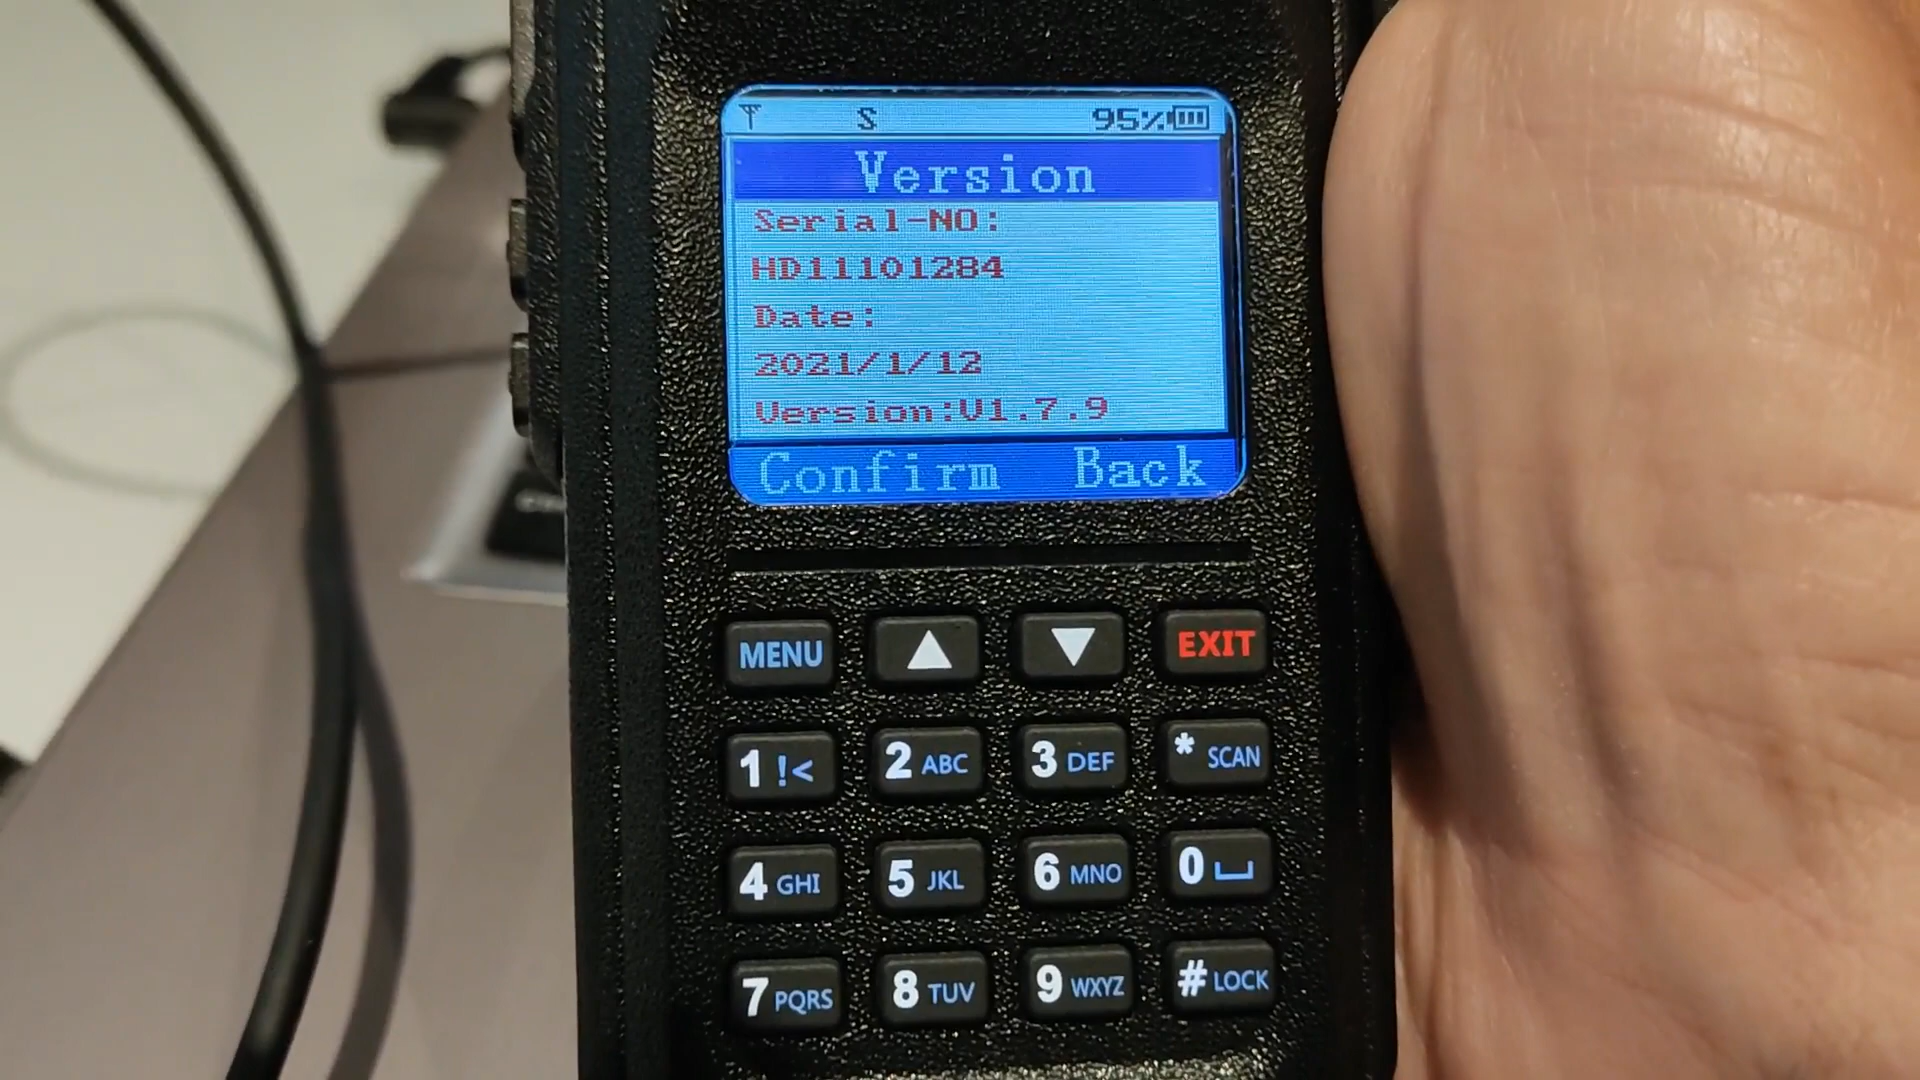 S 95%
Version
Serial-NO:
HD11101284
Date:
2021/1/12
Version:V1.7.9
Confirm Back
MENU ▲ ▼ EXIT
1 !< 2 ABC 3 DEF * SCAN
4 GHI 5 JKL 6 MNO 0 ⎵
7 PQRS 8 TUV 9 WXYZ # LOCK